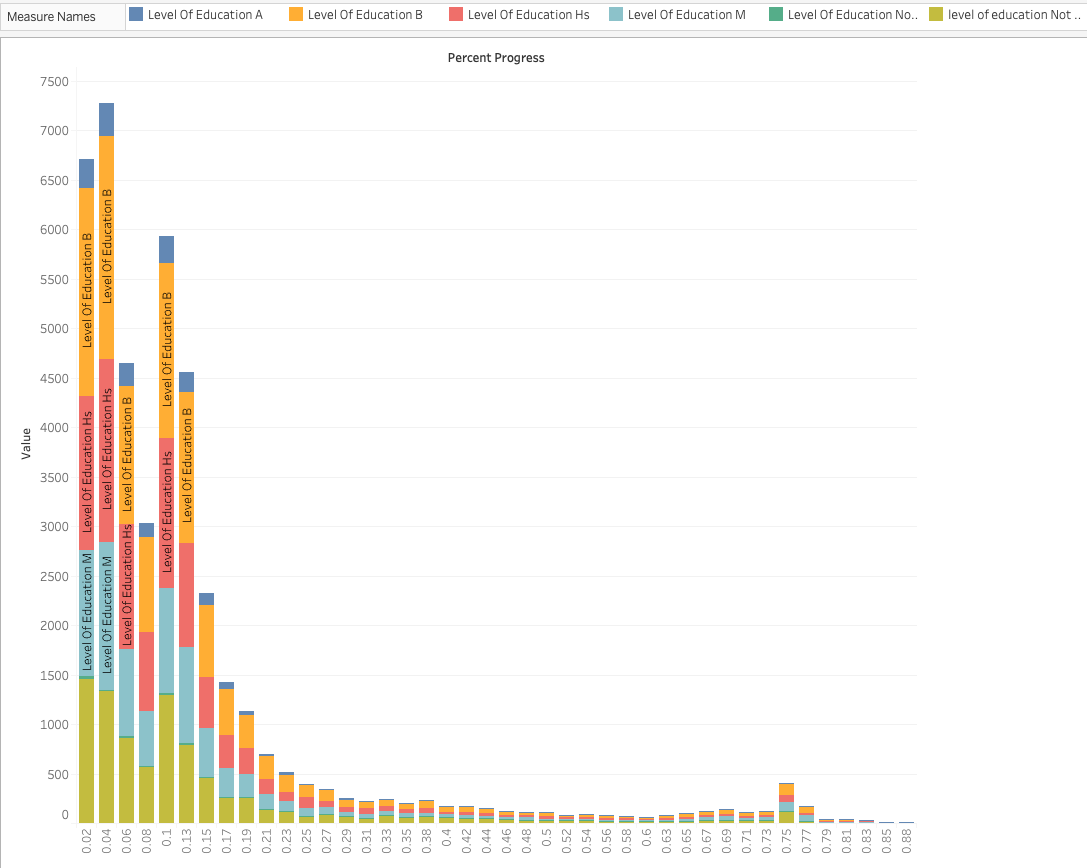 Measure Names
Level Of Education A
Level Of Education B
Level Of Education Hs
Level Of Education M
Level Of Education No..
level of education Not ..
Percent Progress
7500
7000
6500
6000
5500
5000
4500
4000
3500
3000
2500
2000
1500
1000
500
0
Value
Level Of Education B
Level Of Education Hs
Level Of Education M
Level Of Education B
Level Of Education Hs
Level Of Education M
Level Of Education B
Level Of Education Hs
Level Of Education B
Level Of Education Hs
Level Of Education B
0.02
0.04
0.06
0.08
0.1
0.13
0.15
0.17
0.19
0.21
0.23
0.25
0.27
0.29
0.31
0.33
0.35
0.38
0.4
0.42
0.44
0.46
0.48
0.5
0.52
0.54
0.56
0.58
0.6
0.63
0.65
0.67
0.69
0.71
0.73
0.75
0.77
0.79
0.81
0.83
0.85
0.88